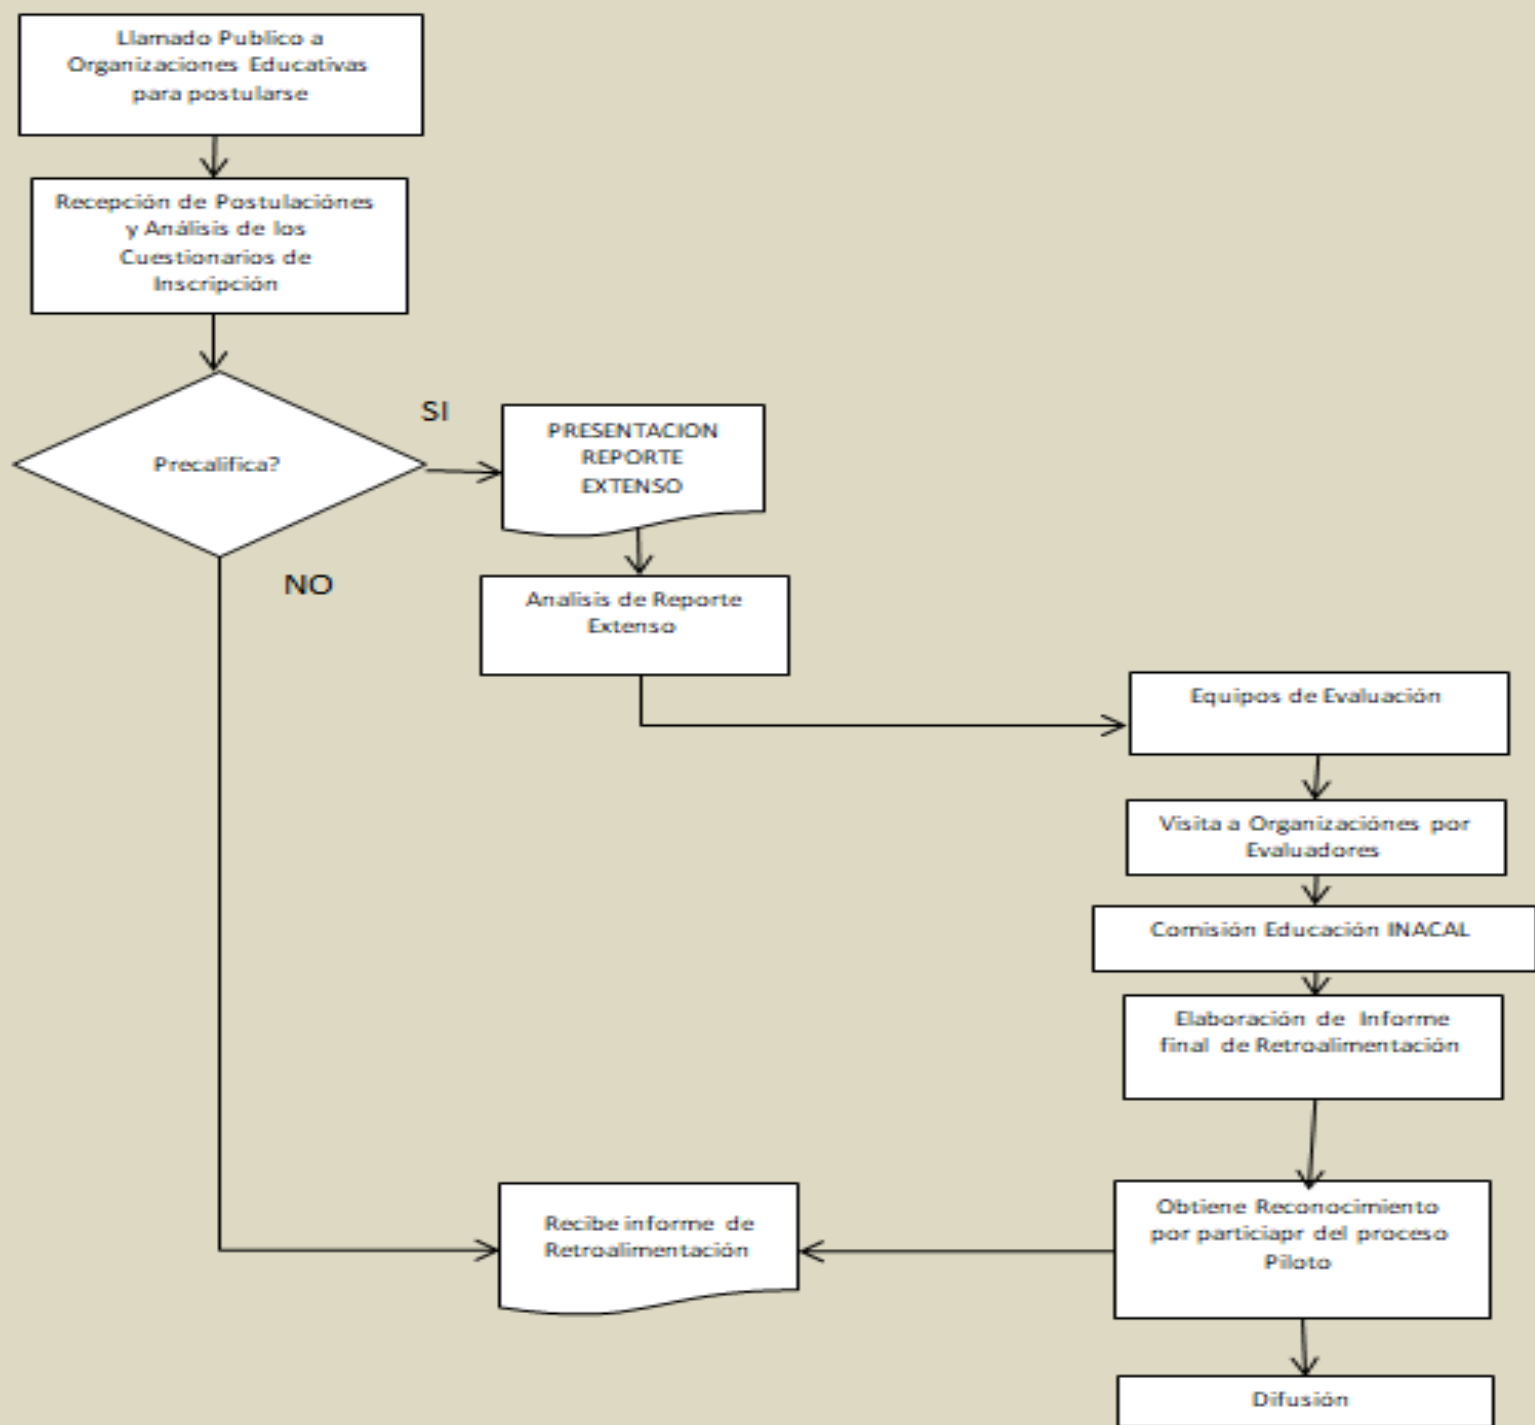 Llamado Publico a
Organizaciones Educativas
para postularse
Recepción de Postulaciónes
y Análisis de los
Cuestionarios de
Inscripción
Precalifica?
SI
PRESENTACION
REPORTE
EXTENSO
NO
Analisis de Reporte
Extenso
Equipos de Evaluación
Visita a Organizaciónes por
Evaluadores
Comisión Educación INACAL
Elaboración de Informe
final de Retroalimentación
Obtiene Reconocimiento
por particiapr del proceso
Piloto
Recibe informe de
Retroalimentación
Difusión